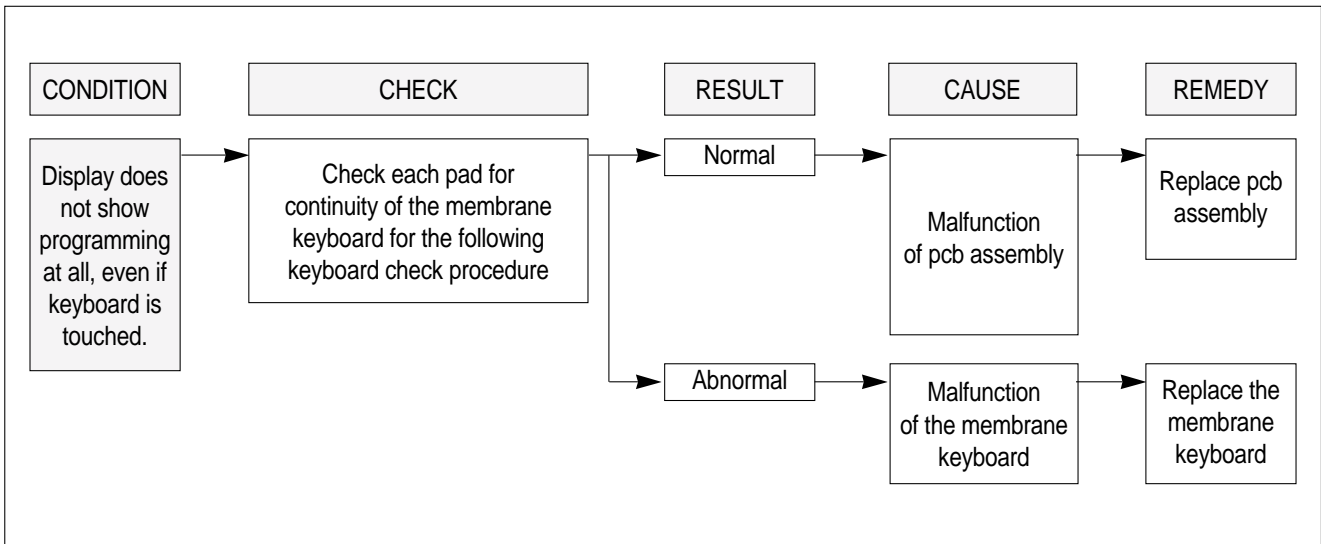 CONDITION
CHECK
RESULT
CAUSE
REMEDY
Display does
not show
programming
at all, even if
keyboard is
touched.
Check each pad for
continuity of the membrane
keyboard for the following
keyboard check procedure
Normal
Malfunction
of pcb assembly
Replace pcb
assembly
Abnormal
Malfunction
of the membrane
keyboard
Replace the
membrane
keyboard